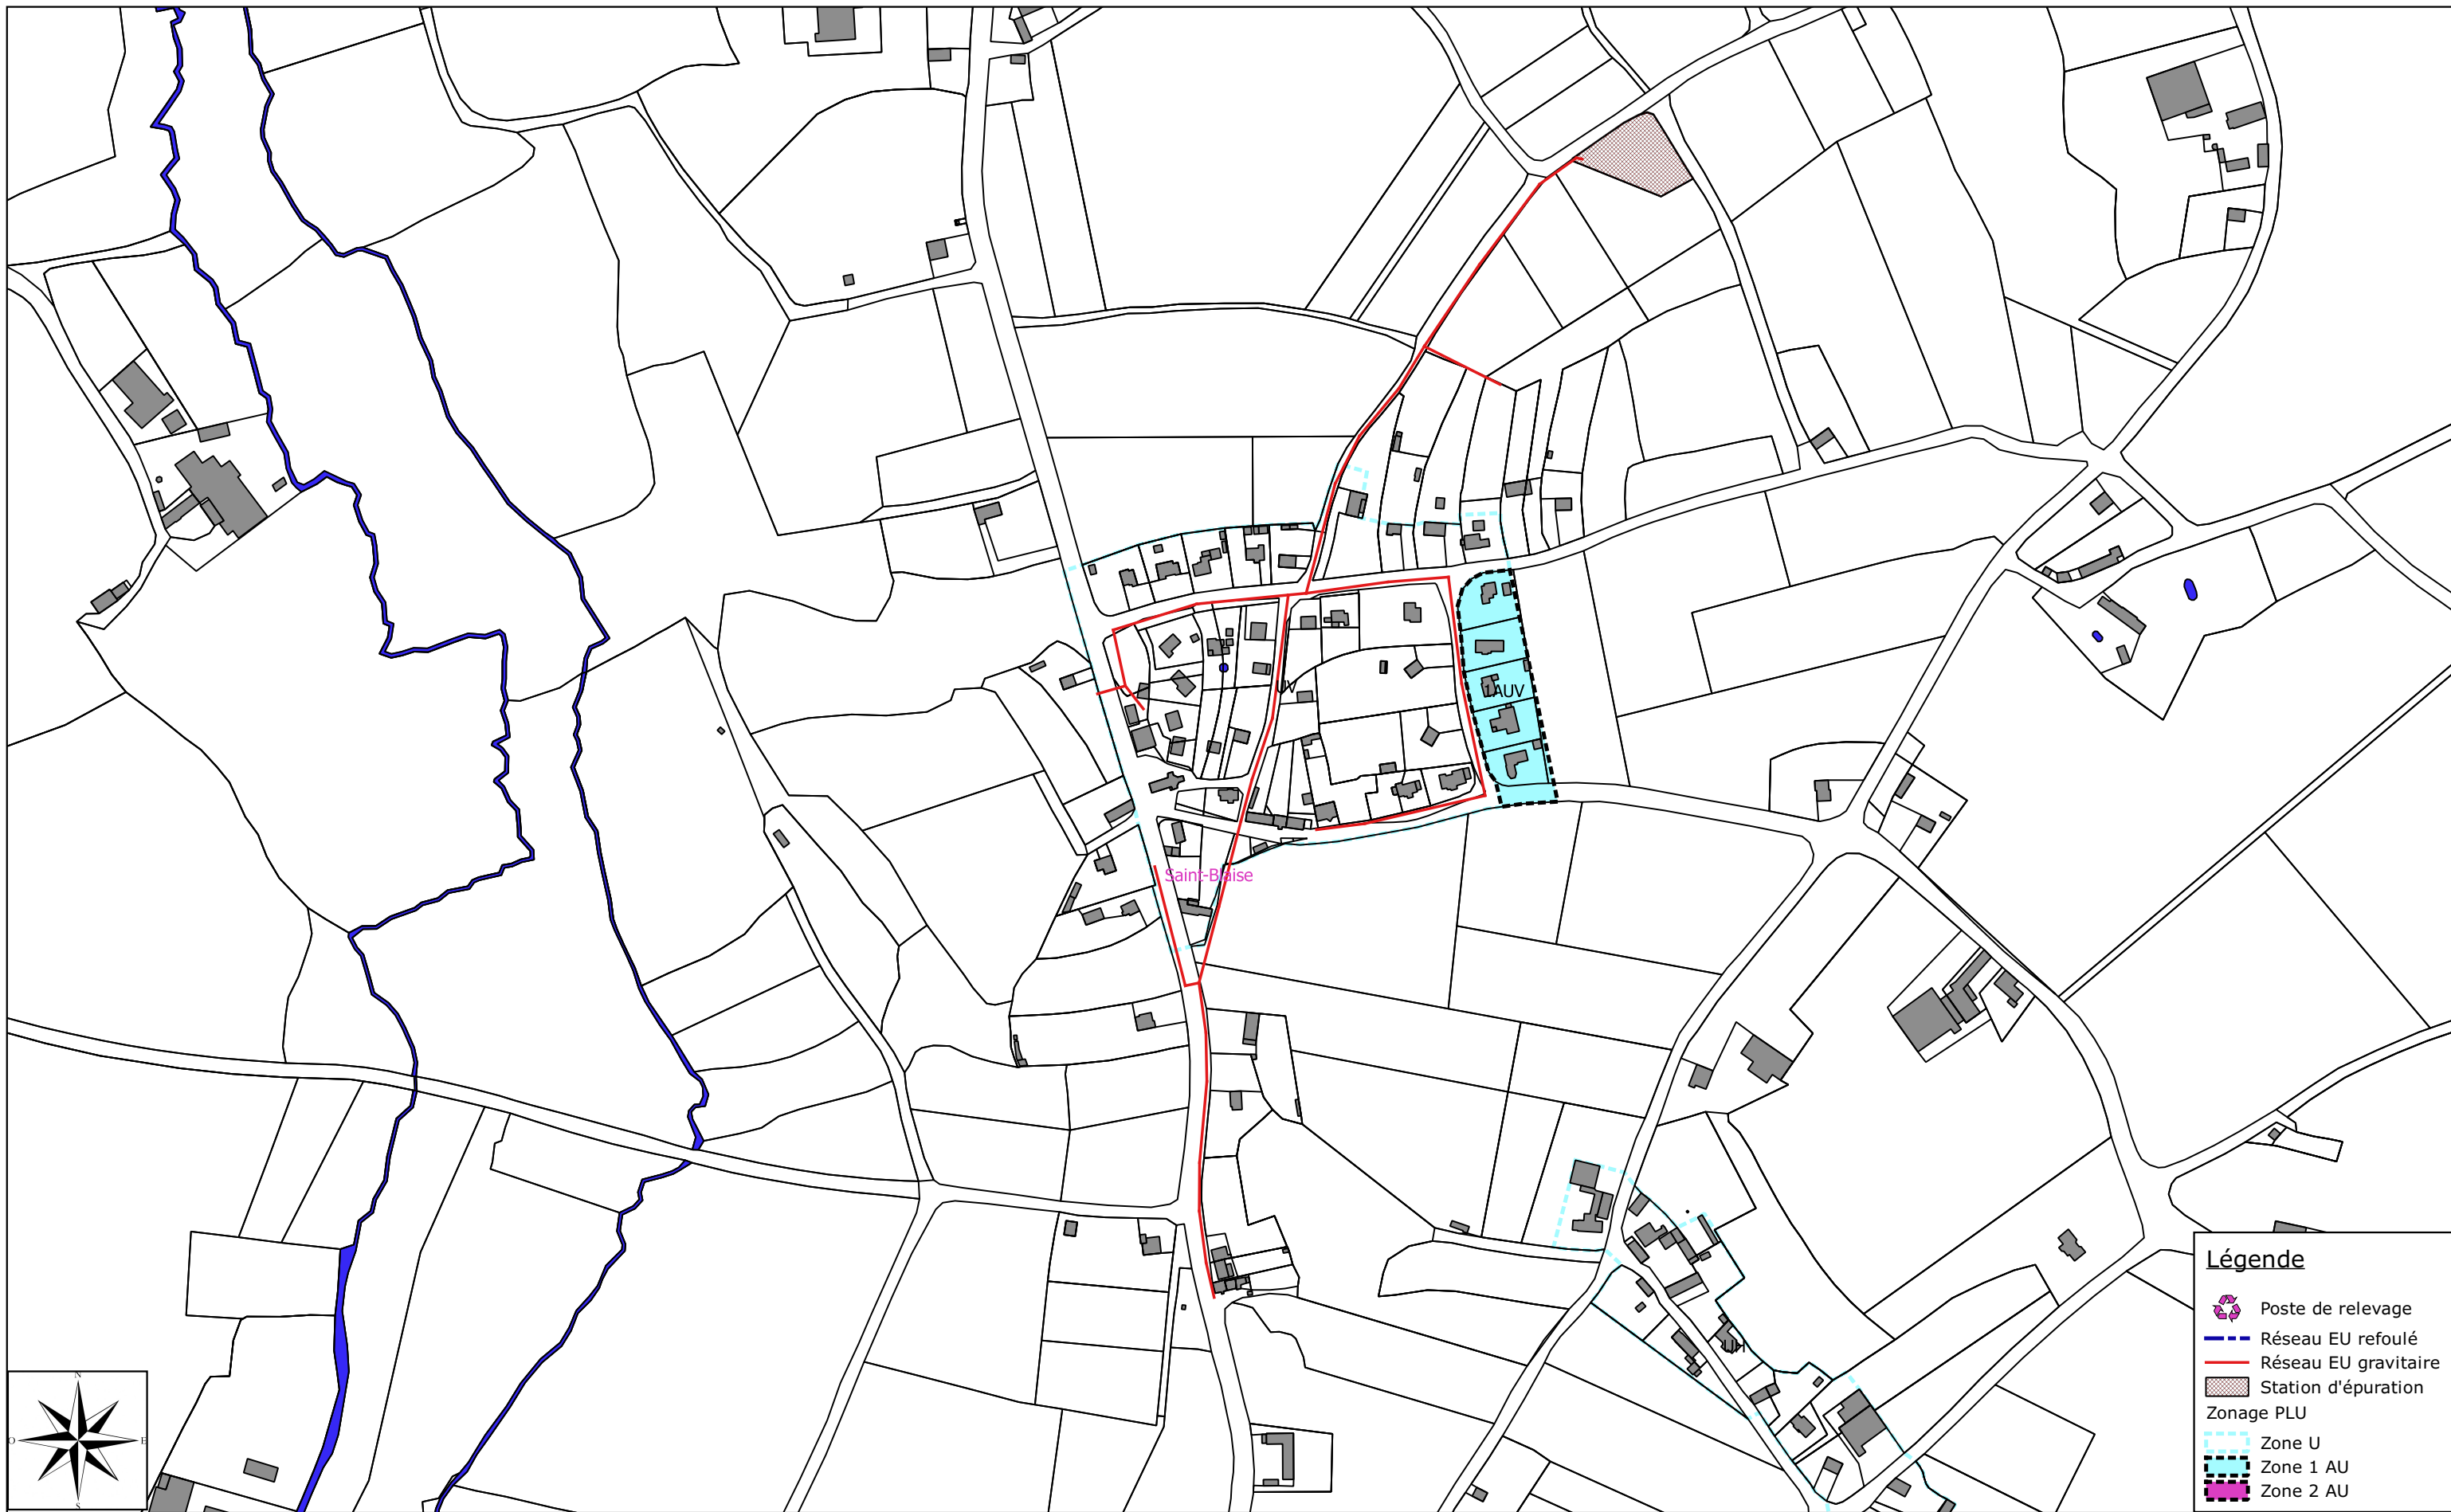 1AUV
Saint-Blaise
UH
N
O
E
S
Légende
Poste de relevage
Réseau EU refoulé
Réseau EU gravitaire
Station d'épuration
Zonage PLU
Zone U
Zone 1 AU
Zone 2 AU